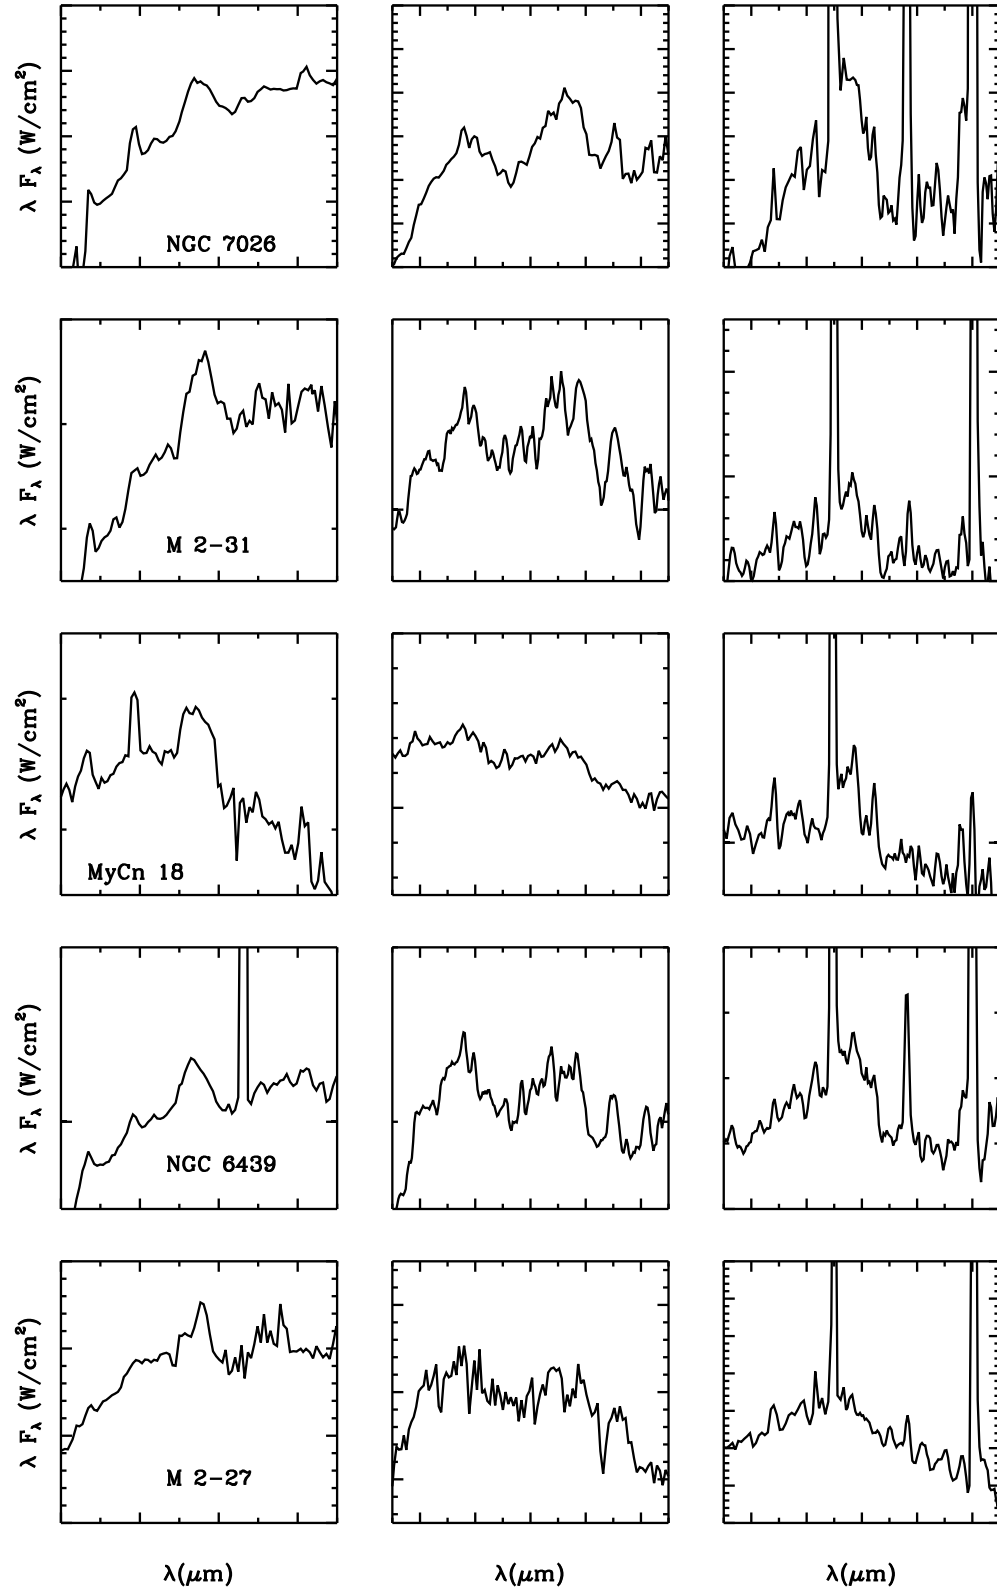 λ F_λ (W/cm²)
NGC 7026
λ F_λ (W/cm²)
M 2-31
λ F_λ (W/cm²)
MyCn 18
λ F_λ (W/cm²)
NGC 6439
λ F_λ (W/cm²)
M 2-27
λ(μm) λ(μm) λ(μm)